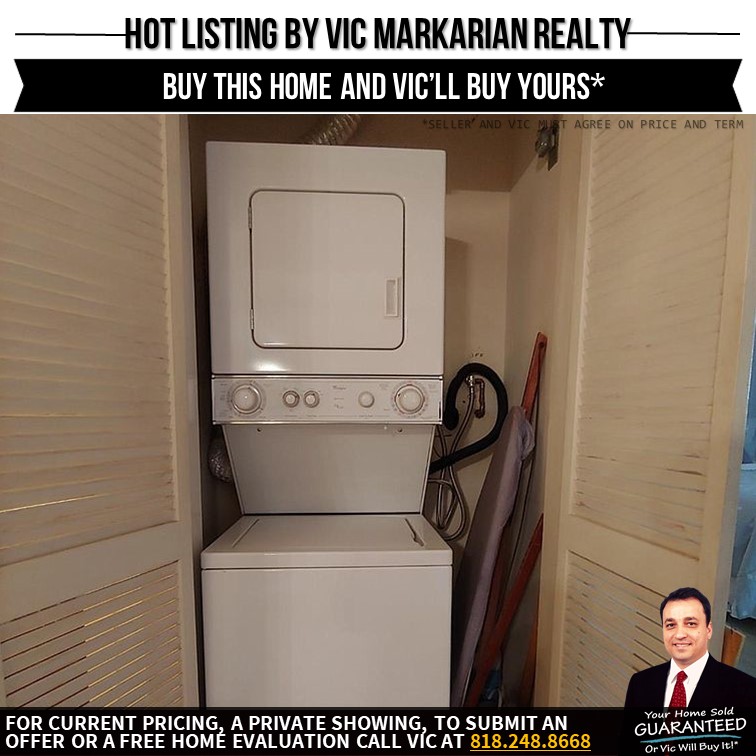 HOT LISTING BY VIC MARKARIAN REALTY
BUY THIS HOME AND VIC'LL BUY YOURS*
*SELLER AND VIC MUST AGREE ON PRICE AND TERM
Your Home Sold
GUARANTEED
Or Vic Will Buy It!
FOR CURRENT PRICING, A PRIVATE SHOWING, TO SUBMIT AN
OFFER OR A FREE HOME EVALUATION CALL VIC AT 818.248.8668